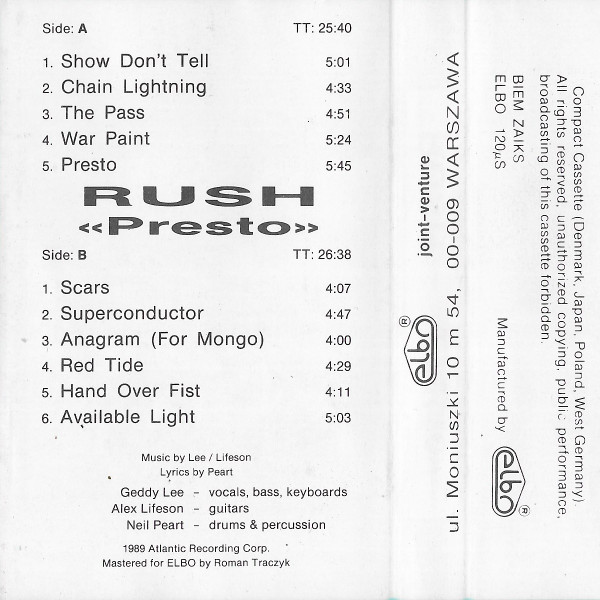 Side: A TT: 25:40
1. Show Don't Tell 5:01
2. Chain Lightning 4:33
3. The Pass 4:51
4. War Paint 5:24
5. Presto 5:45
RUSH
«Presto»
Side: B TT: 26:38
1. Scars 4:07
2. Superconductor 4:47
3. Anagram (For Mongo) 4:00
4. Red Tide 4:29
5. Hand Over Fist 4:11
6. Available Light 5:03
Music by Lee / Lifeson
Lyrics by Peart
Geddy Lee – vocals, bass, keyboards
Alex Lifeson – guitars
Neil Peart – drums & percussion
1989 Atlantic Recording Corp.
Mastered for ELBO by Roman Traczyk
joint-venture
elbo®
ul. Moniuszki 10 m 54, 00-009 WARSZAWA
Compact Cassette (Denmark, Japan, Poland, West Germany).
All rights reserved, unauthorized copying, public performance,
broadcasting of this cassette forbidden.
BIEM ZAIKS
ELBO 120µS
Manufactured by
elbo®